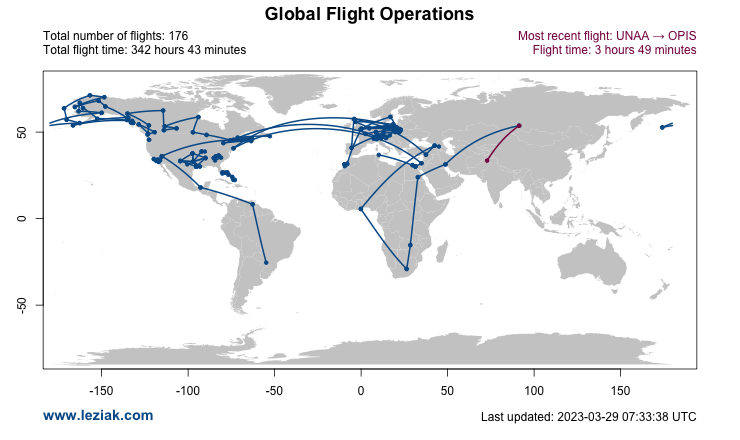 Global Flight Operations
Total number of flights: 176
Total flight time: 342 hours 43 minutes
Most recent flight: UNAA → OPIS
Flight time: 3 hours 49 minutes
50
0
-50
-150
-100
-50
0
50
100
150
www.leziak.com
Last updated: 2023-03-29 07:33:38 UTC